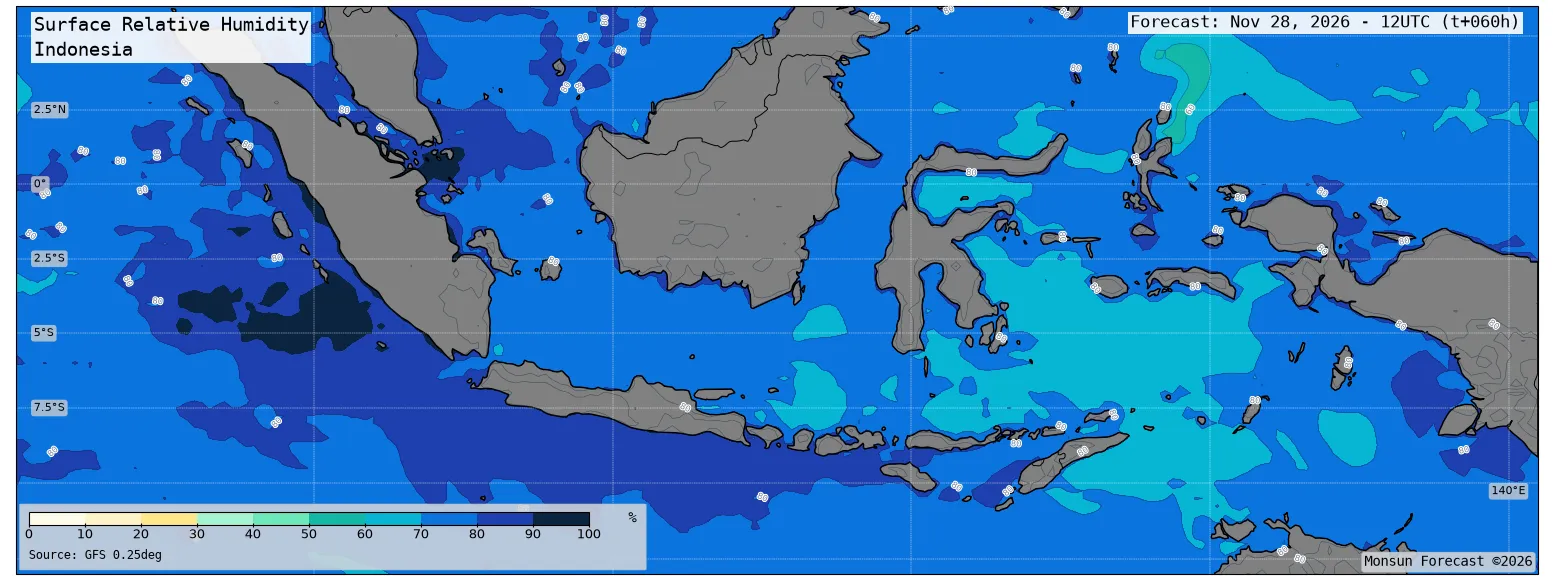 Surface Relative Humidity
Indonesia
Forecast: Nov 28, 2026 - 12UTC (t+060h)
2.5°N
0°
2.5°S
5°S
7.5°S
140°E
0 10 20 30 40 50 60 70 80 90 100
%
Source: GFS 0.25deg
Monsun Forecast ©2026